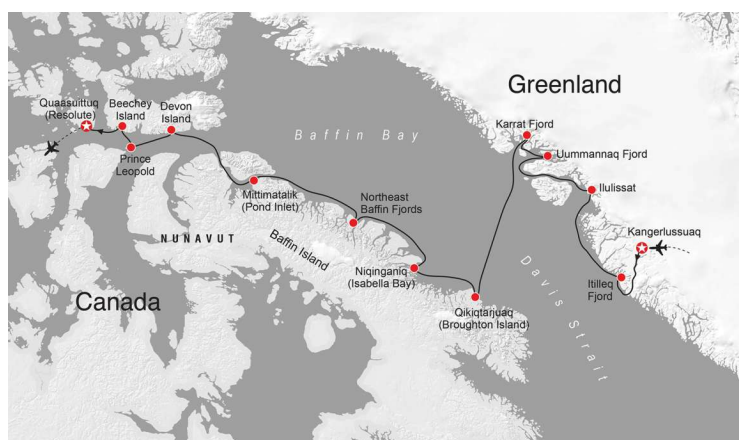 Greenland
Quaasuittuq
(Resolute)
Beechey
Island
Devon
Island
Prince
Leopold
Baffin Bay
Karrat Fjord
Uummannaq Fjord
Ilulissat
Mittimatalik
(Pond Inlet)
Northeast
Baffin Fjords
Kangerlussuaq
NUNAVUT
Baffin Island
Niqinganiq
(Isabella Bay)
Davis Strait
Itilleq
Fjord
Canada
Qikiqtarjuaq
(Broughton Island)